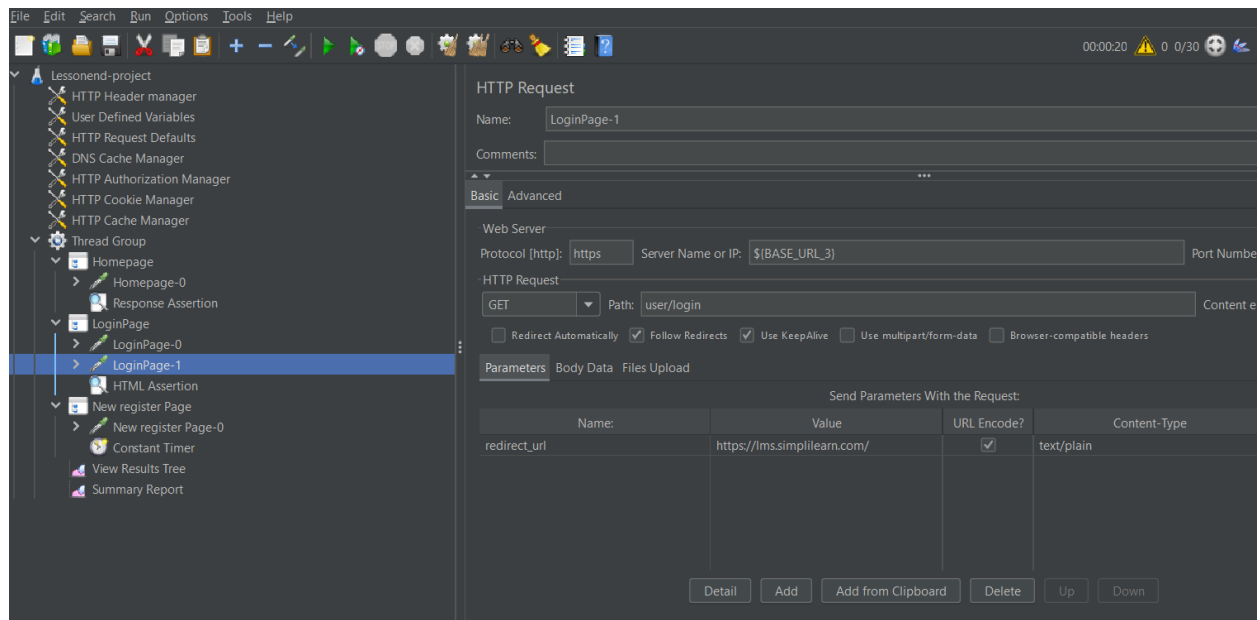 File Edit Search Run Options Tools Help
00:00:20 0 0/30
Lessonend-project
HTTP Header manager
User Defined Variables
HTTP Request Defaults
DNS Cache Manager
HTTP Authorization Manager
HTTP Cookie Manager
HTTP Cache Manager
Thread Group
Homepage
Homepage-0
Response Assertion
LoginPage
LoginPage-0
LoginPage-1
HTML Assertion
New register Page
New register Page-0
Constant Timer
View Results Tree
Summary Report
HTTP Request
Name: LoginPage-1
Comments:
Basic Advanced
Web Server
Protocol [http]: https Server Name or IP: ${BASE_URL_3} Port Numbe
HTTP Request
GET Path: user/login Content e
Redirect Automatically Follow Redirects Use KeepAlive Use multipart/form-data Browser-compatible headers
Parameters Body Data Files Upload
Send Parameters With the Request:
Name: Value URL Encode? Content-Type
redirect_url https://lms.simplilearn.com/ text/plain
Detail Add Add from Clipboard Delete Up Down